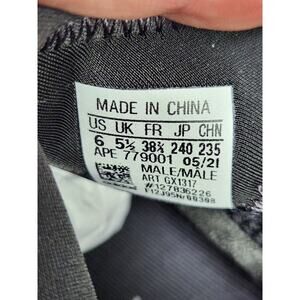 MADE IN CHINA
US UK FR JP CHN
6 5½ 38⅔ 240 235
APE 779001 05/21
MALE/MALE
ART GX1317
#127836226